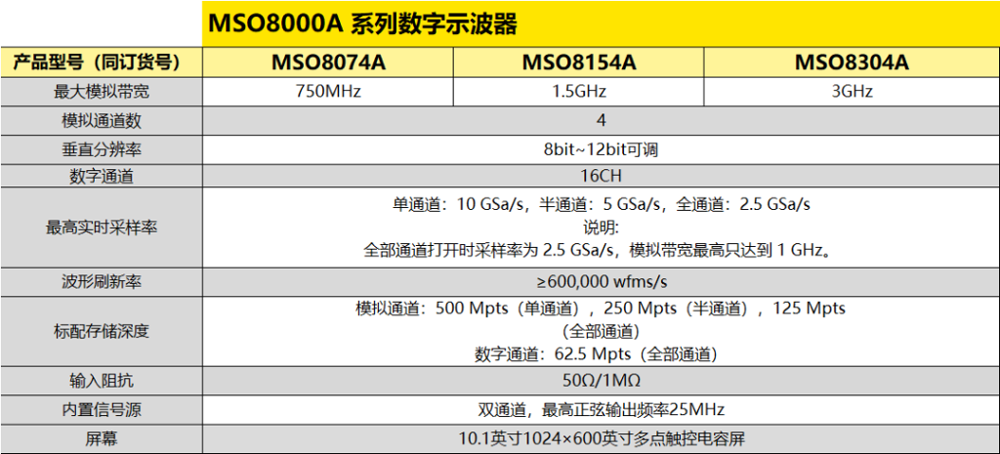 MSO8000A 系列数字示波器
产品型号（同订货号） MSO8074A MSO8154A MSO8304A
最大模拟带宽 750MHz 1.5GHz 3GHz
模拟通道数 4
垂直分辨率 8bit~12bit可调
数字通道 16CH
最高实时采样率
单通道：10 GSa/s，半通道：5 GSa/s，全通道：2.5 GSa/s
说明:
全部通道打开时采样率为 2.5 GSa/s，模拟带宽最高只达到 1 GHz。
波形刷新率 ≥600,000 wfms/s
标配存储深度
模拟通道：500 Mpts（单通道），250 Mpts（半通道），125 Mpts
（全部通道）
数字通道：62.5 Mpts（全部通道）
输入阻抗 50Ω/1MΩ
内置信号源 双通道，最高正弦输出频率25MHz
屏幕 10.1英寸1024×600英寸多点触控电容屏